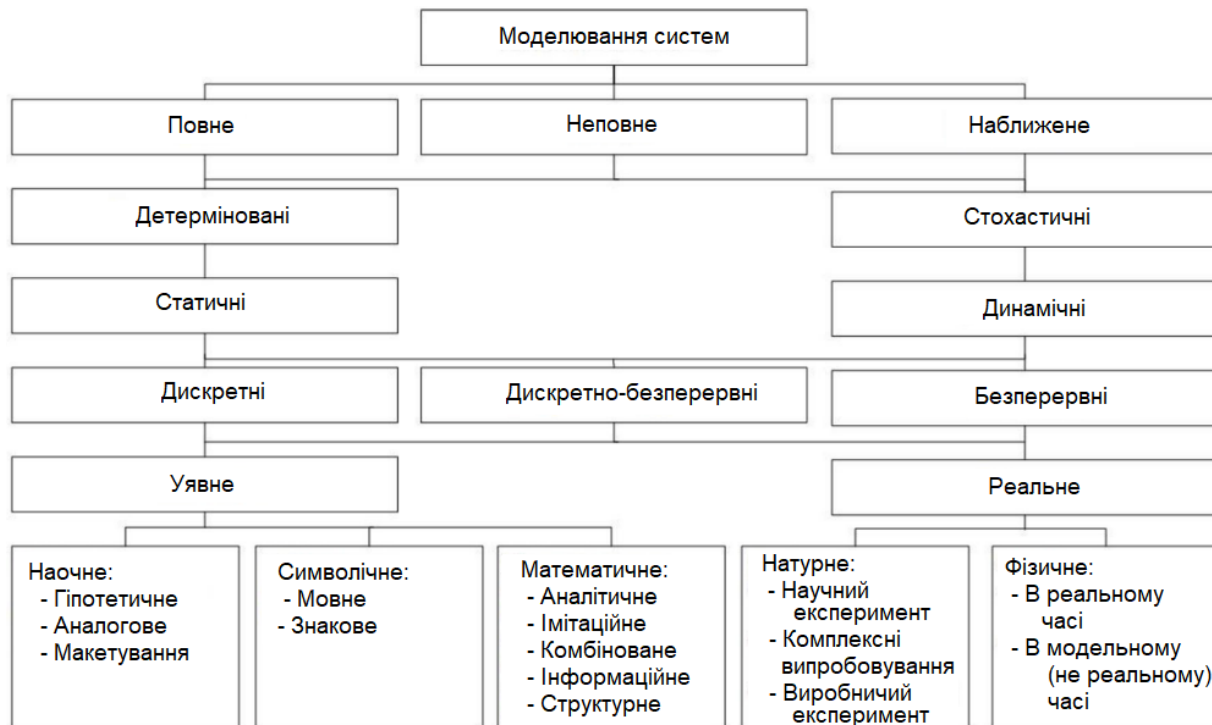 Моделювання систем
Повне
Неповне
Наближене
Детерміновані
Стохастичні
Статичні
Динамічні
Дискретні
Дискретно-безперервні
Безперервні
Уявне
Реальне
Наочне:
- Гіпотетичне
- Аналогове
- Макетування
Символічне:
- Мовне
- Знакове
Математичне:
- Аналітичне
- Імітаційне
- Комбіноване
- Інформаційне
- Структурне
Натурне:
- Научний
експеримент
- Комплексні
випробовування
- Виробничий
експеримент
Фізичне:
- В реальному
часі
- В модельному
(не реальному)
часі